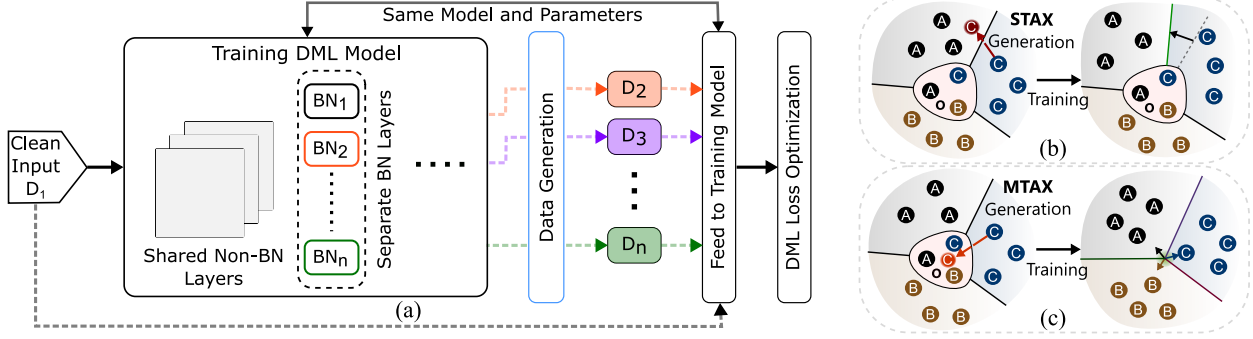 Same Model and Parameters
Training DML Model
Clean
Input
D1
BN1
BN2
BNn
Separate BN Layers
Shared Non-BN
Layers
(a)
Data Generation
D2
D3
Dn
Feed to Training Model
DML Loss Optimization
STAX
Generation
Training
A
A
A
A
A
C
C
C
C
C
C
A
O
B
B
B
B
B
A
A
A
C
C
C
C
C
A
O
B
B
B
B
B
(b)
MTAX
Generation
Training
A
A
A
A
C
C
C
C
C
A
O
B
B
B
B
B
A
A
A
A
C
C
C
C
B
B
B
B
B
(c)